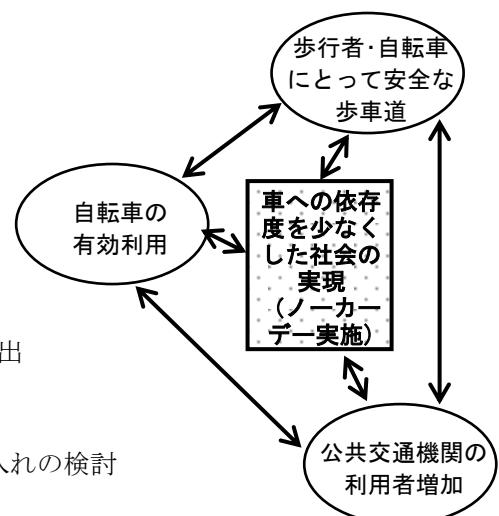 歩行者・自転車
にとって安全な
歩車道
自転車の
有効利用
車への依存
度を少なく
した社会の
実現
(ノーカー
デー実施)
出
入れの検討
公共交通機関の
利用者増加